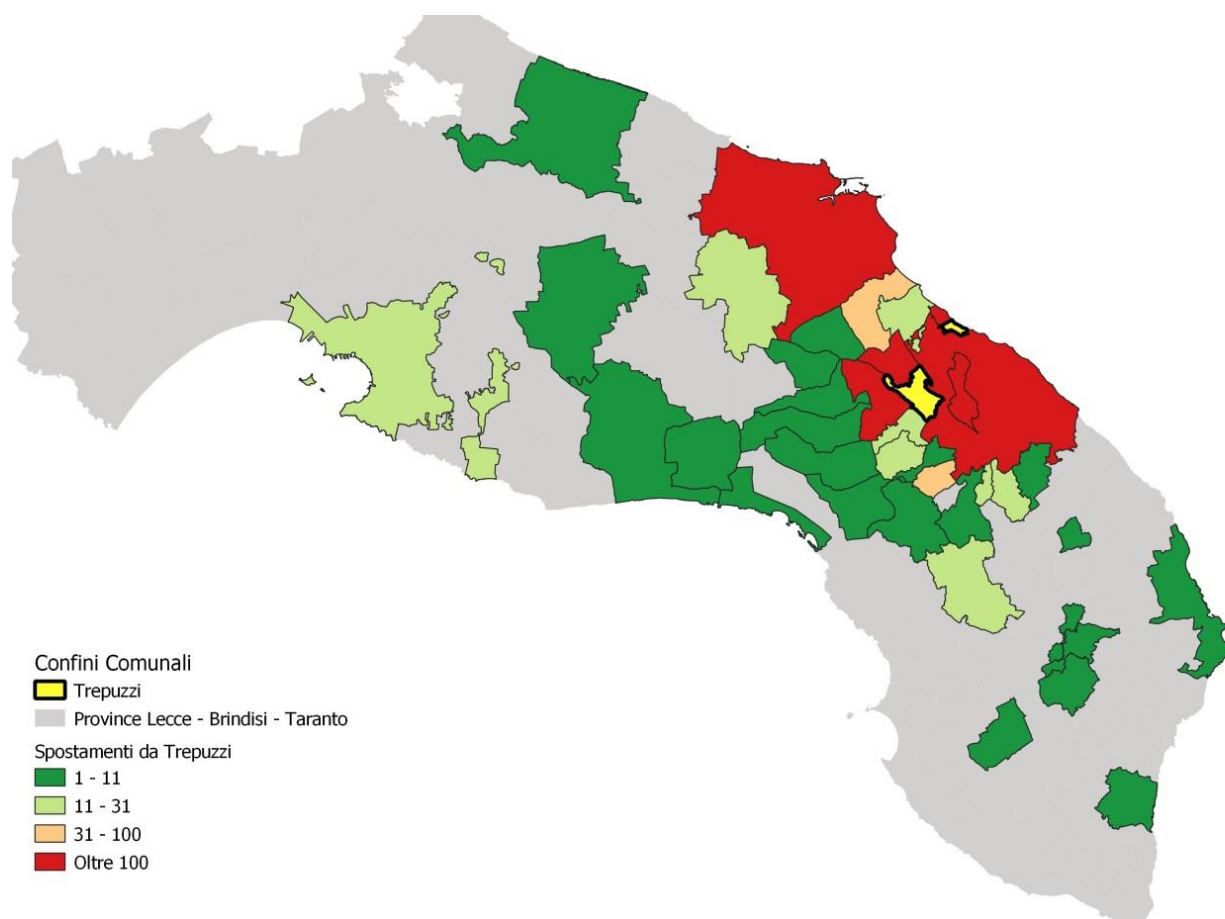 Confini Comunali
Trepuzzi
Province Lecce - Brindisi - Taranto
Spostamenti da Trepuzzi
1 - 11
11 - 31
31 - 100
Oltre 100